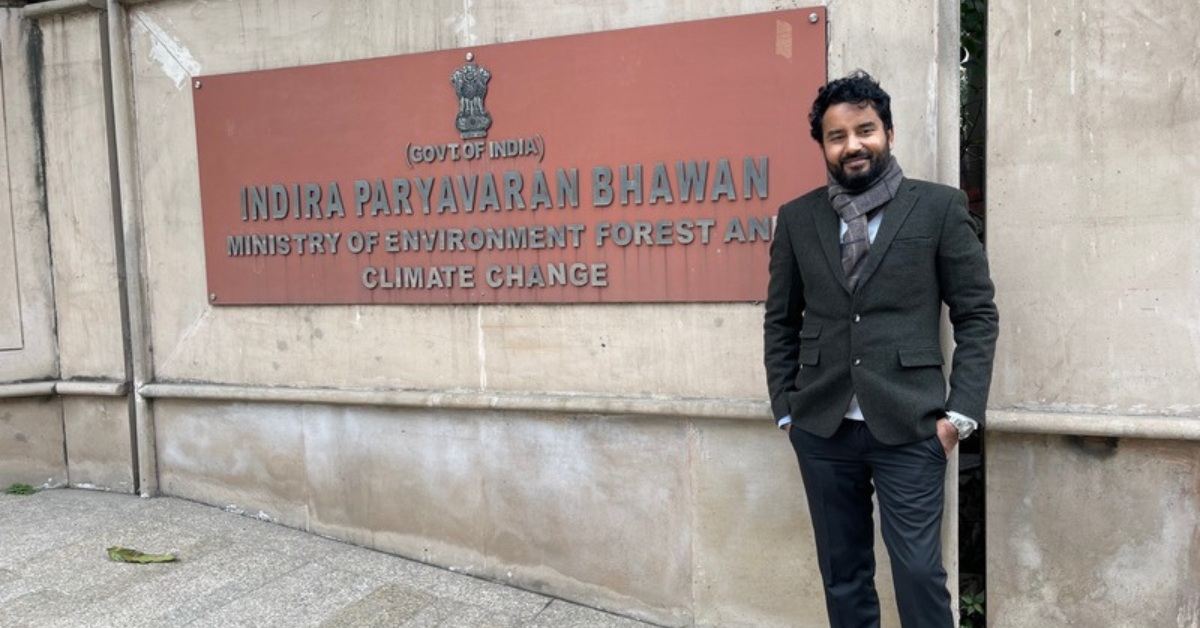 (GOVT. OF INDIA)
INDIRA PARYAVARAN BHAWAN
MINISTRY OF ENVIRONMENT FOREST AN
CLIMATE CHANGE